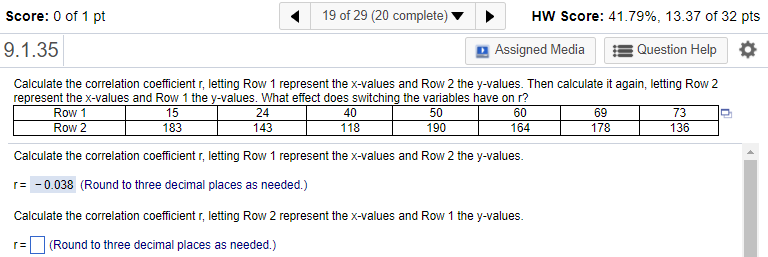 Score: 0 of 1 pt 19 of 29 (20 complete) HW Score: 41.79%, 13.37 of 32 pts
9.1.35 Assigned Media Question Help
Calculate the correlation coefficient r, letting Row 1 represent the x-values and Row 2 the y-values. Then calculate it again, letting Row 2
represent the x-values and Row 1 the y-values. What effect does switching the variables have on r?
Row 1 15 24 40 50 60 69 73
Row 2 183 143 118 190 164 178 136
Calculate the correlation coefficient r, letting Row 1 represent the x-values and Row 2 the y-values.
r= - 0.038 (Round to three decimal places as needed.)
Calculate the correlation coefficient r, letting Row 2 represent the x-values and Row 1 the y-values.
r= (Round to three decimal places as needed.)